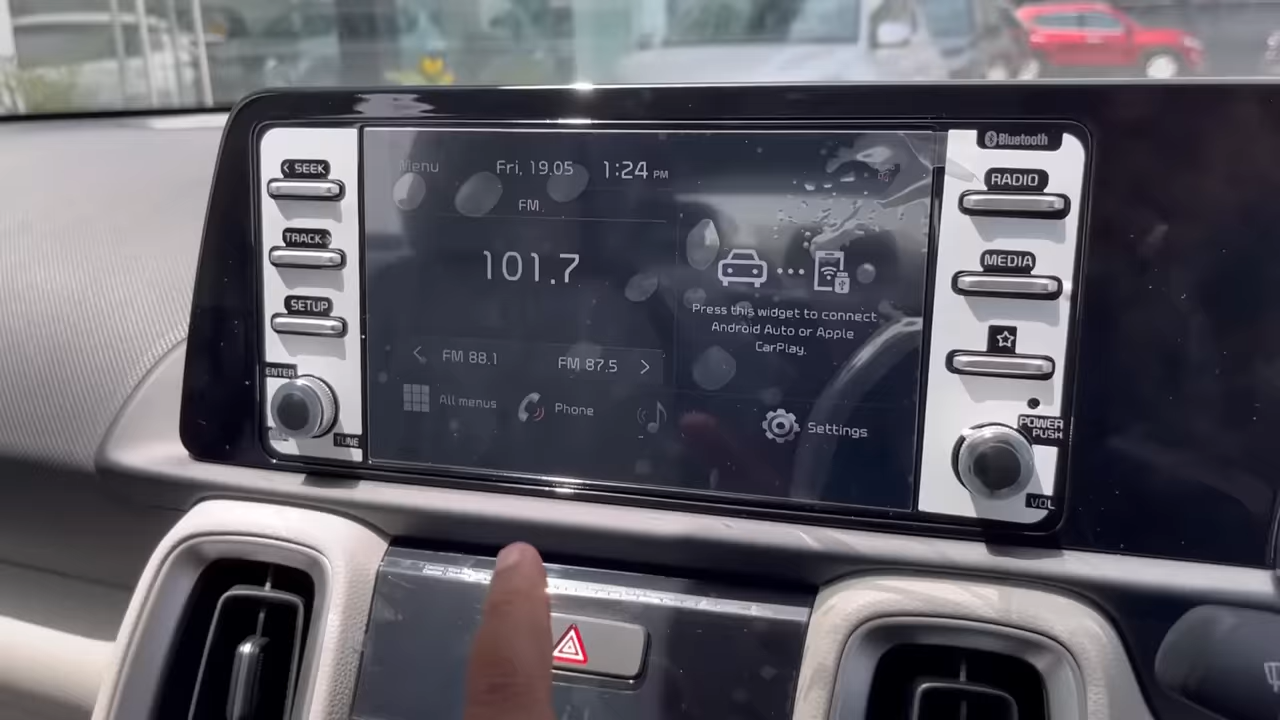 Bluetooth
< SEEK
Menu
Fri, 19.05
1:24 PM
RADIO
FM
TRACK >
101.7
MEDIA
Press this widget to connect
Android Auto or Apple
CarPlay.
SETUP
< FM 88.1
FM 87.5 >
ENTER
All menus
Phone
Settings
POWER
PUSH
TUNE
VOL